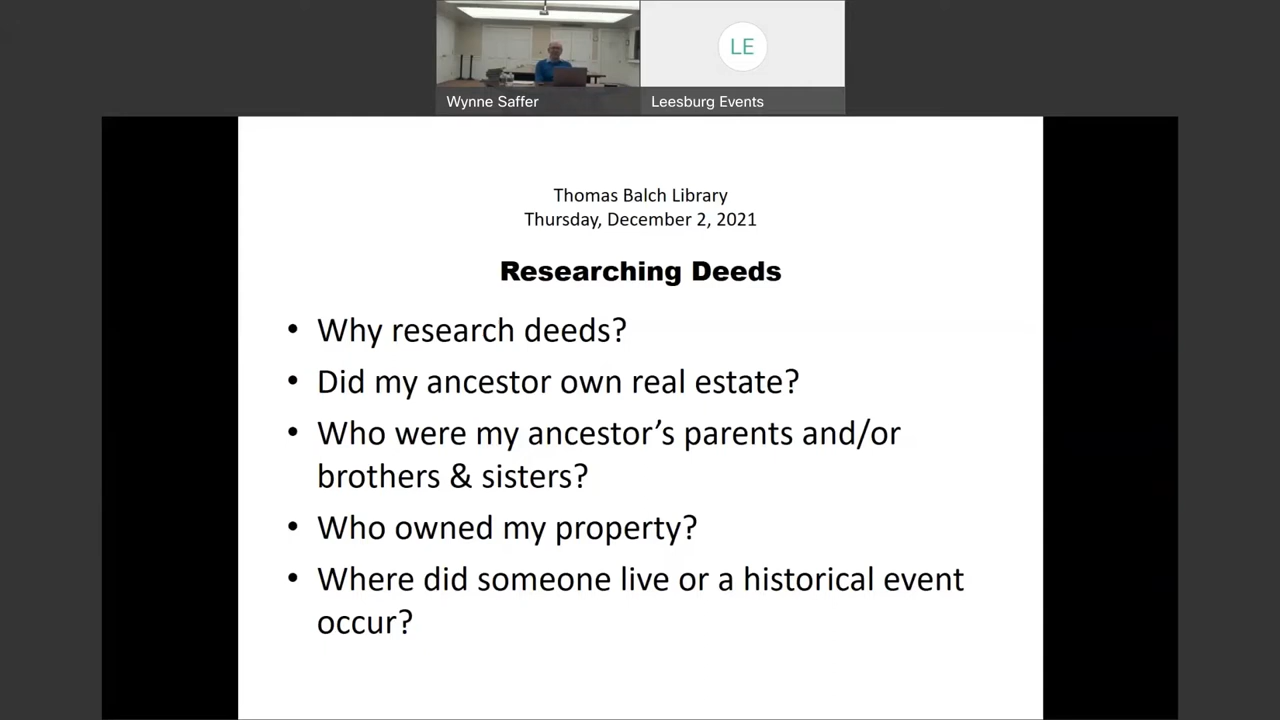 LE
Wynne Saffer
Leesburg Events
Thomas Balch Library
Thursday, December 2, 2021
Researching Deeds
• Why research deeds?
• Did my ancestor own real estate?
• Who were my ancestor’s parents and/or
brothers & sisters?
• Who owned my property?
• Where did someone live or a historical event
occur?